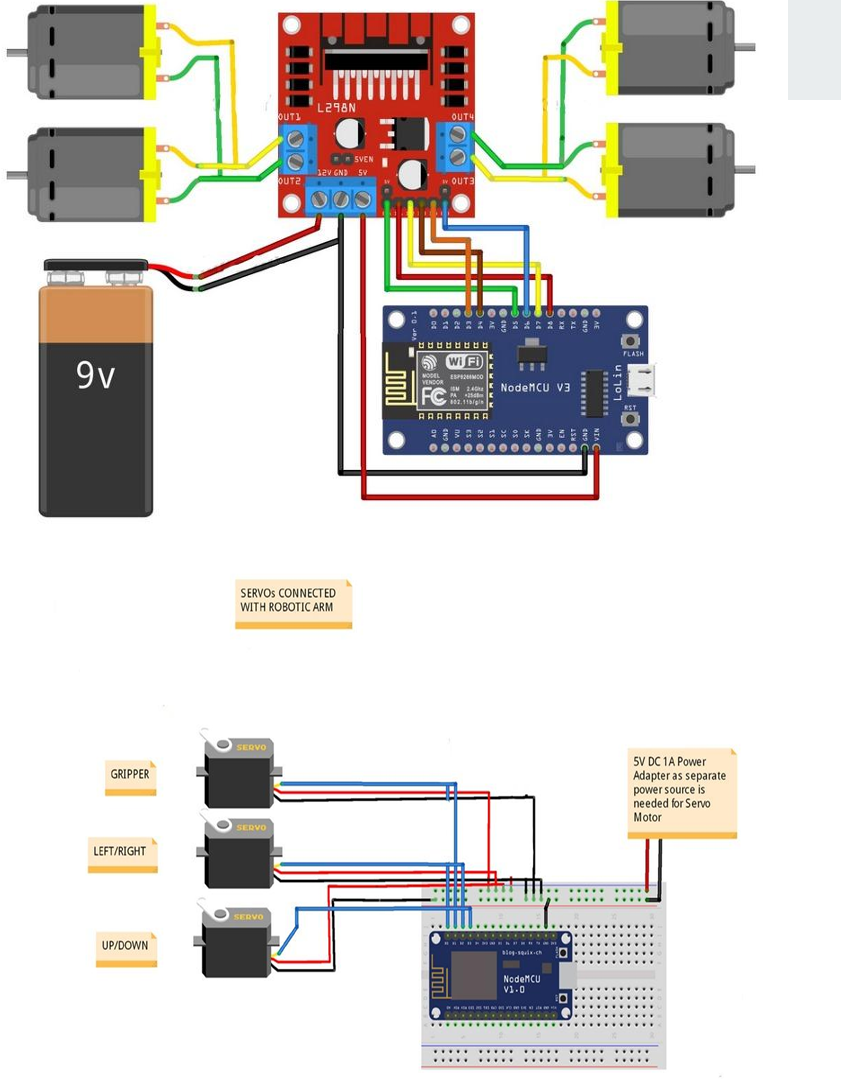 L298N
OUT1
OUT4
OUT2
OUT3
5VEN
12V GND 5V
9v
Ver 0.1
D0 D1 D2 D3 D4 3V GND D5 D6 D7 D8 RX TX GND 3V
WiFi
MODEL
VENDOR
ESP8266MOD
FC
ISM 2.4GHz
PA +25dBm
802.11b/g/n
NodeMCU V3
FLASH
LoLin
RST
AD GND VU S3 S2 S1 SC S0 SK GND 3V EN RST GND VIN
SERVOs CONNECTED
WITH ROBOTIC ARM
SERVO
GRIPPER
SERVO
LEFT/RIGHT
SERVO
UP/DOWN
5V DC 1A Power
Adapter as separate
power source is
needed for Servo
Motor
blog.squix.ch
NodeMCU
V1.0